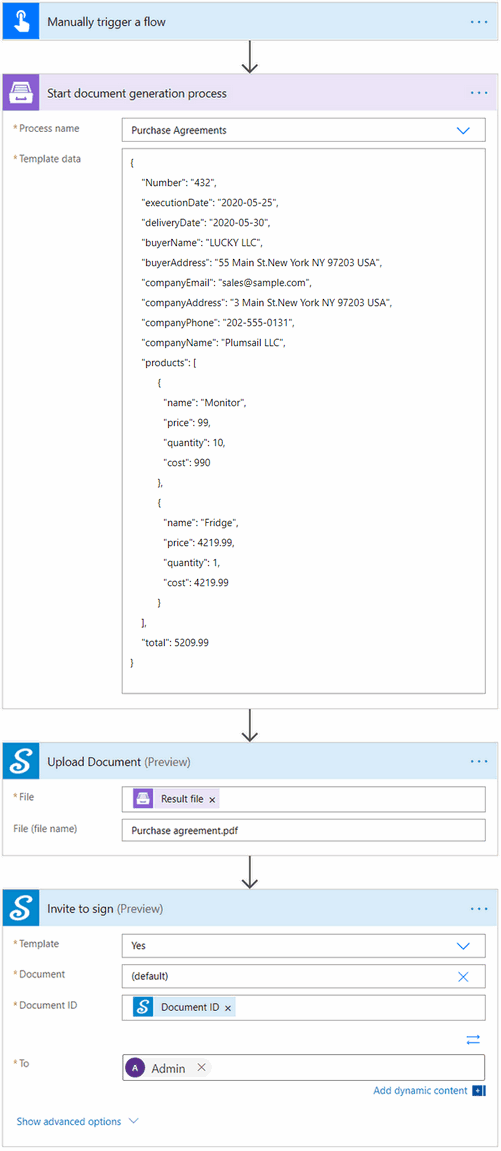 Manually trigger a flow
Start document generation process
* Process name
Purchase Agreements
* Template data
{
"Number": "432",
"executionDate": "2020-05-25",
"deliveryDate": "2020-05-30",
"buyerName": "LUCKY LLC",
"buyerAddress": "55 Main St.New York NY 97203 USA",
"companyEmail": "sales@sample.com",
"companyAddress": "3 Main St.New York NY 97203 USA",
"companyPhone": "202-555-0131",
"companyName": "Plumsail LLC",
"products": [
{
"name": "Monitor",
"price": 99,
"quantity": 10,
"cost": 990
},
{
"name": "Fridge",
"price": 4219.99,
"quantity": 1,
"cost": 4219.99
}
],
"total": 5209.99
}
Upload Document (Preview)
* File
Result file ×
File (file name)
Purchase agreement.pdf
Invite to sign (Preview)
* Template
Yes
* Document
(default)
* Document ID
Document ID ×
* To
A Admin ×
Add dynamic content
Show advanced options